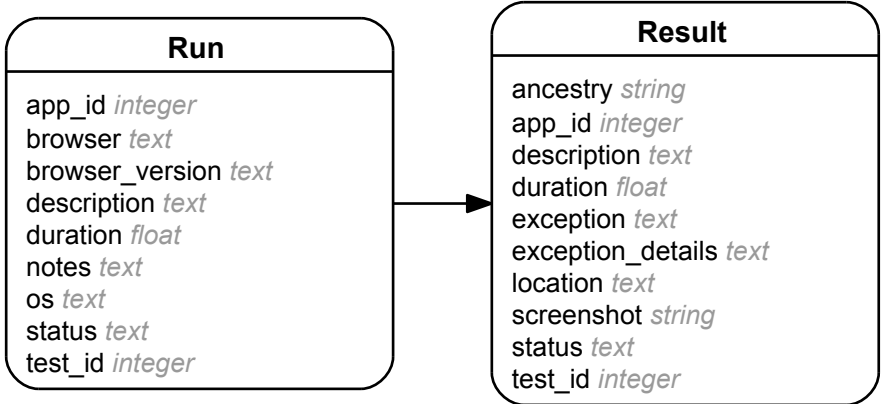 Run
app_id integer
browser text
browser_version text
description text
duration float
notes text
os text
status text
test_id integer
Result
ancestry string
app_id integer
description text
duration float
exception text
exception_details text
location text
screenshot string
status text
test_id integer